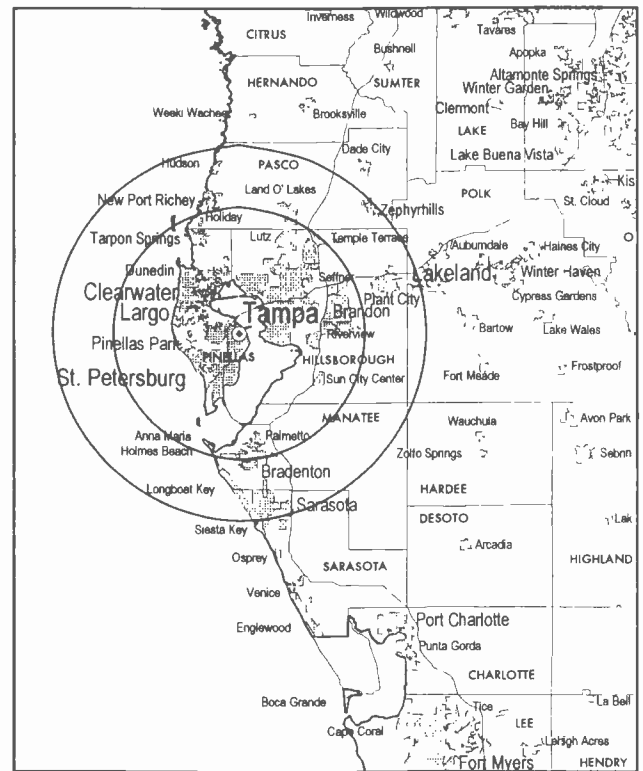 Inverness
Wildwood
CITRUS
Tavares
Bushnell
Apopka
Altamonte Springs
HERNANDO
SUMTER
Winter Garden
Weeki Wachee
Brooksville
Clermont
LAKE
Bay Hill
Dade City
Lake Buena Vista
Hudson
PASCO
Land O' Lakes
POLK
Kis
New Port Richey
Zephyrhills
St. Cloud
Holiday
Tarpon Springs
Lutz
Temple Terrace
Auburndale
Haines City
Dunedin
Seffner
Lakeland
Winter Haven
Clearwater
Plant City
Cypress Gardens
Largo
Tampa
Brandon
Bartow
Lake Wales
Pinellas Park
Riverview
PINELLAS
HILLSBOROUGH
St. Petersburg
Sun City Center
Fort Meade
Frostproof
MANATEE
Wauchula
Avon Park
Anna Maria
Palmetto
Holmes Beach
Zolfo Springs
Bradenton
Longboat Key
HARDEE
Sarasota
DESOTO
Lak
Siesta Key
Arcadia
Osprey
SARASOTA
HIGHLAND
Venice
Englewood
Port Charlotte
Punta Gorda
CHARLOTTE
Boca Grande
Tice
La Bell
LEE
Cape Coral
Lehigh Acres
Fort Myers
HENDRY